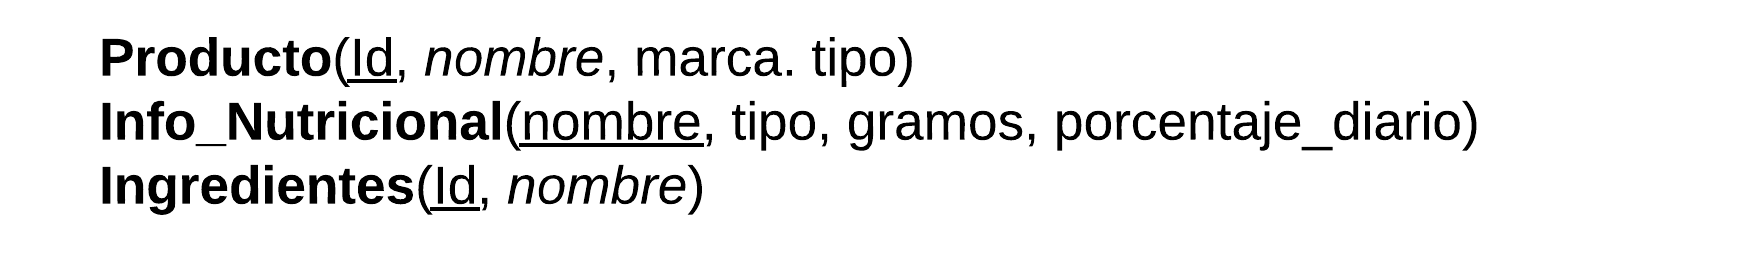 Producto(Id, nombre, marca. tipo)
Info_Nutricional(nombre, tipo, gramos, porcentaje_diario)
Ingredientes(Id, nombre)